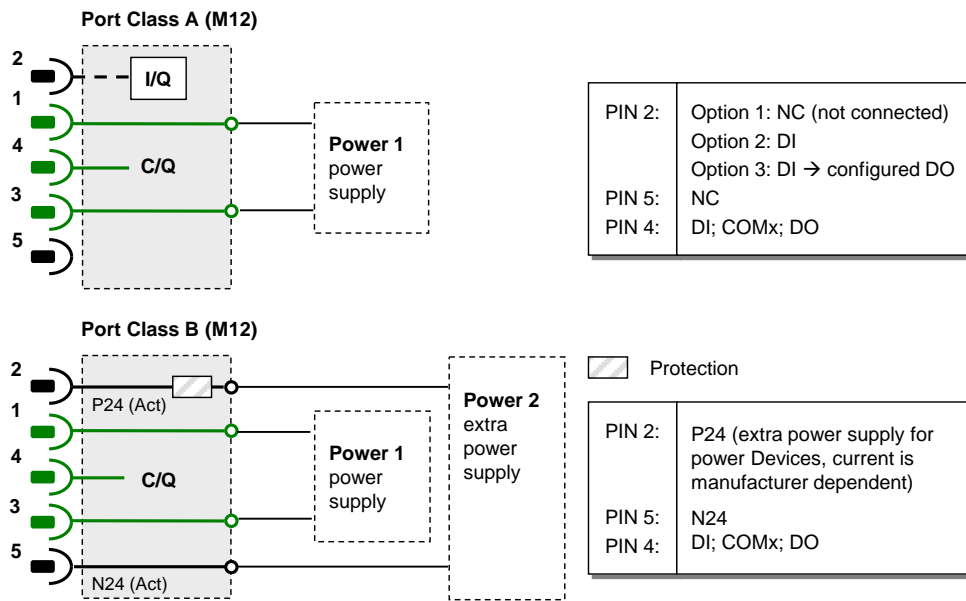 Port Class A (M12)
2
I/Q
1
4
C/Q
3
5
Power 1
power
supply
PIN 2: Option 1: NC (not connected)
Option 2: DI
Option 3: DI → configured DO
PIN 5: NC
PIN 4: DI; COMx; DO
Port Class B (M12)
2
P24 (Act)
1
4
C/Q
3
5
N24 (Act)
Power 1
power
supply
Power 2
extra
power
supply
Protection
PIN 2: P24 (extra power supply for
power Devices, current is
manufacturer dependent)
PIN 5: N24
PIN 4: DI; COMx; DO